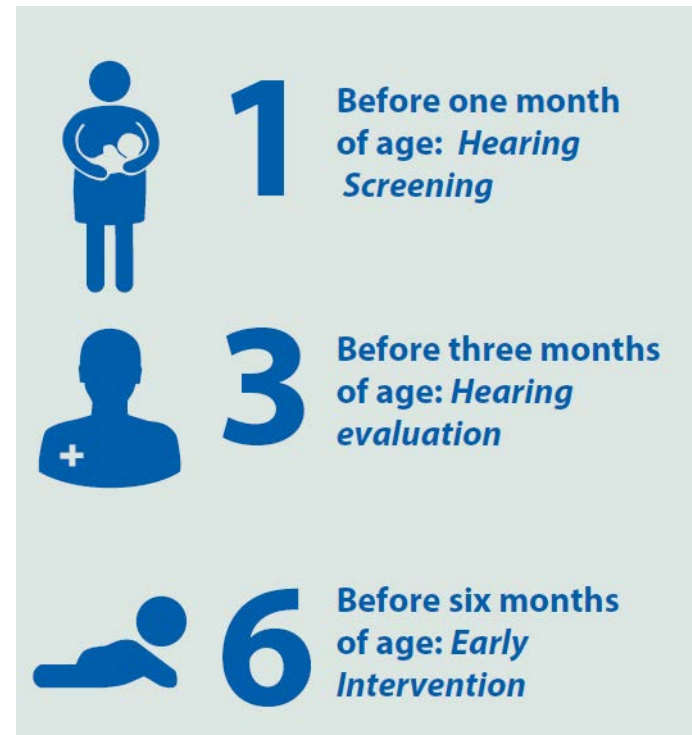 1
Before one month
of age: Hearing
Screening
3
Before three months
of age: Hearing
evaluation
6
Before six months
of age: Early
Intervention